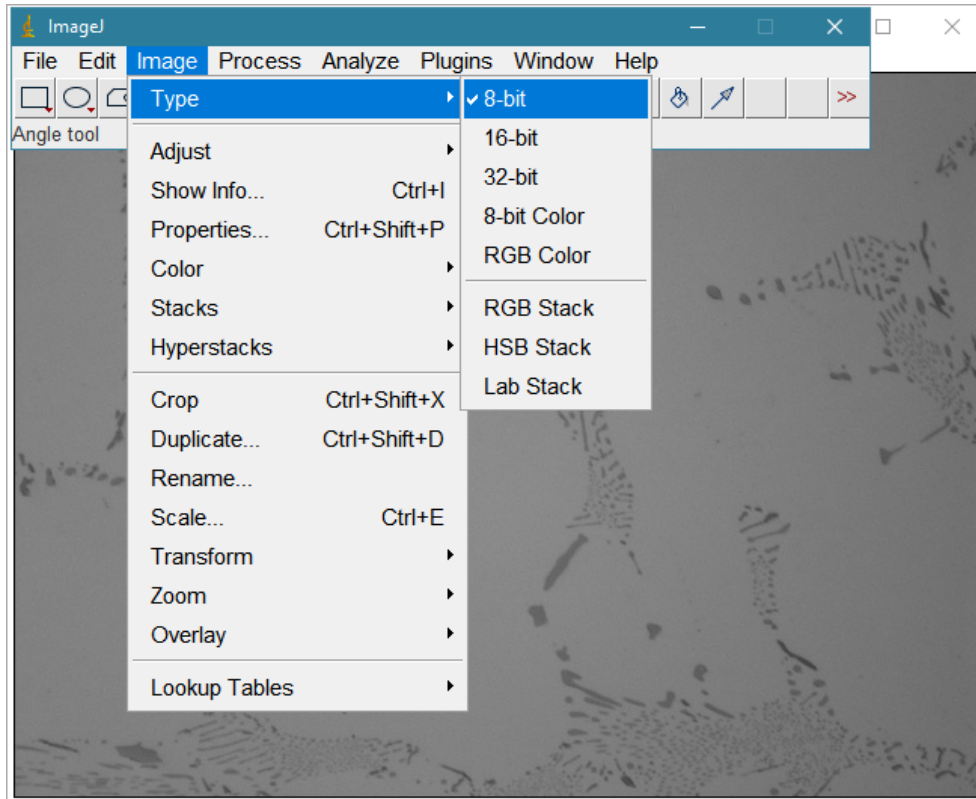 ImageJ
File Edit Image Process Analyze Plugins Window Help
>>
Angle tool
Type
Adjust
Show Info... Ctrl+I
Properties... Ctrl+Shift+P
Color
Stacks
Hyperstacks
Crop Ctrl+Shift+X
Duplicate... Ctrl+Shift+D
Rename...
Scale... Ctrl+E
Transform
Zoom
Overlay
Lookup Tables
8-bit
16-bit
32-bit
8-bit Color
RGB Color
RGB Stack
HSB Stack
Lab Stack